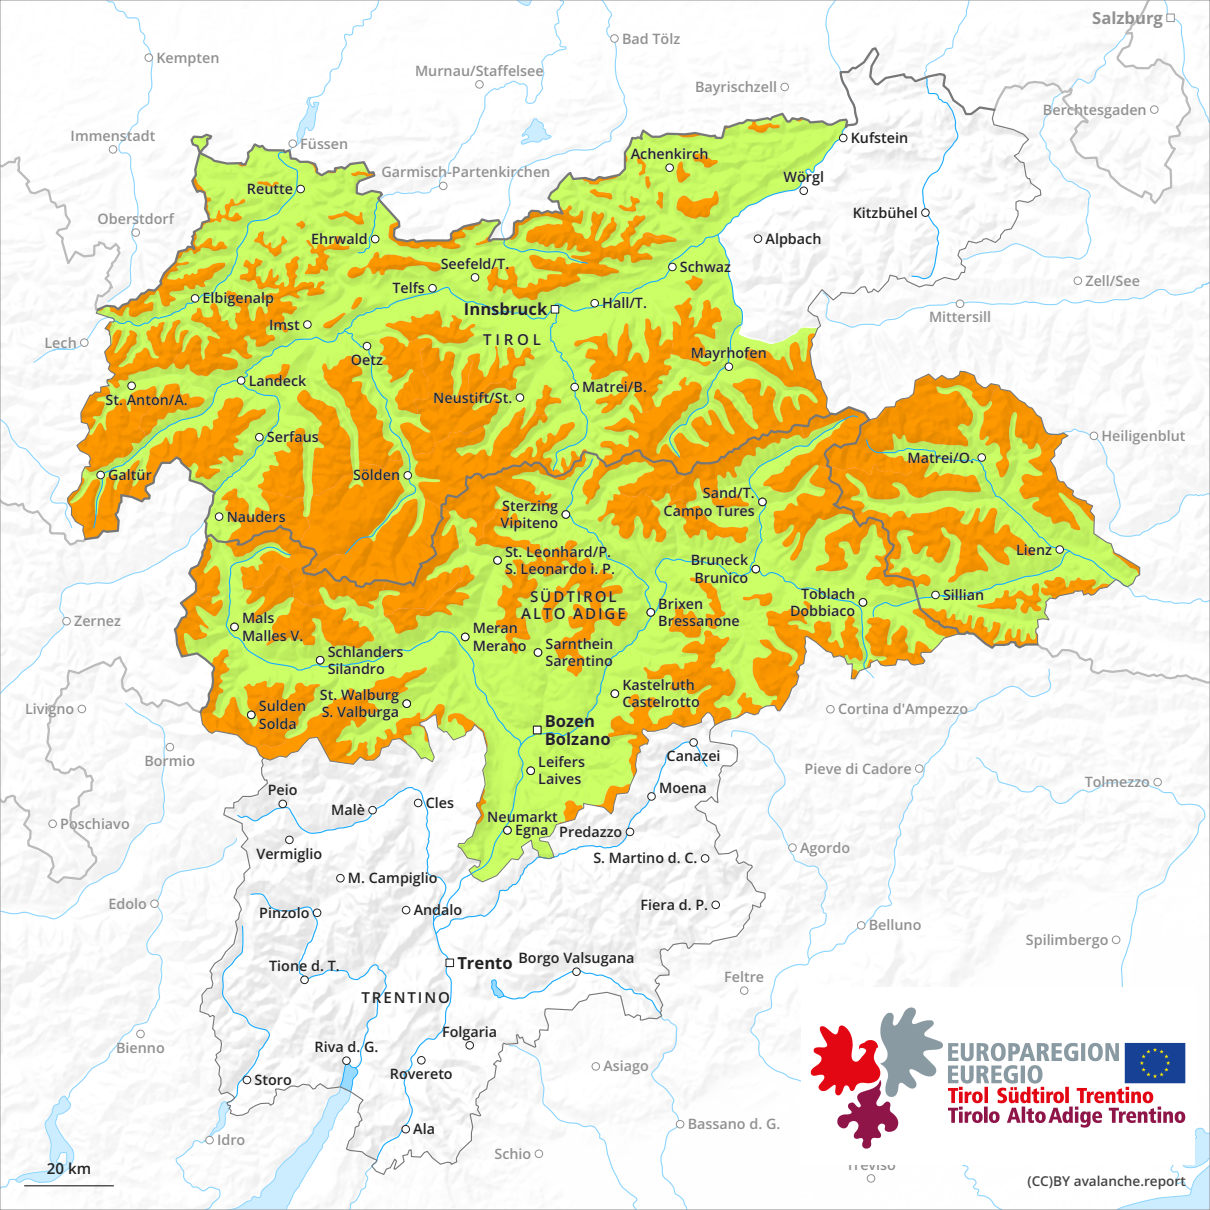 Salzburg
Bad Tölz
Kempten
Murnau/Staffelsee
Bayrischzell
Berchtesgaden
Immenstadt
Füssen
Kufstein
Achenkirch
Garmisch-Partenkirchen
Wörgl
Reutte
Oberstdorf
Kitzbühel
Ehrwald
Alpbach
Seefeld/T.
Schwaz
Zell/See
Telfs
Elbigenalp
Innsbruck
Hall/T.
Mittersill
Imst
TIROL
Lech
Oetz
Mayrhofen
Landeck
Matrei/B.
St. Anton/A.
Neustift/St.
Serfaus
Heiligenblut
Matrei/O.
Galtür
Sölden
Sand/T.
Campo Tures
Sterzing
Vipiteno
Nauders
St. Leonhard/P.
S. Leonardo i. P.
Lienz
Bruneck
Brunico
SÜDTIROL
ALTO ADIGE
Toblach
Dobbiaco
Sillian
Brixen
Bressanone
Mals
Malles V.
Zernez
Meran
Merano
Sarnthein
Sarentino
Schlanders
Silandro
Kastelruth
Castelrotto
St. Walburg
S. Valburga
Sulden
Solda
Livigno
Cortina d'Ampezzo
Bozen
Bolzano
Bormio
Canazei
Leifers
Laives
Pieve di Cadore
Tolmezzo
Peio
Moena
Malè
Cles
Neumarkt
Egna
Predazzo
Poschiavo
Vermiglio
Agordo
S. Martino d. C.
M. Campiglio
Edolo
Fiera d. P.
Pinzolo
Andalo
Belluno
Spilimbergo
Trento
Borgo Valsugana
Tione d. T.
Feltre
TRENTINO
Folgaria
Bienno
Riva d. G.
EUROPAREGION
EUREGIO
Tirol Südtirol Trentino
Tirolo Alto Adige Trentino
Rovereto
Asiago
Storo
Bassano d. G.
Ala
Idro
Schio
Treviso
20 km
(CC)BY avalanche.report